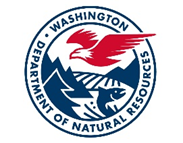 WASHINGTON
DEPARTMENT OF NATURAL RESOURCES